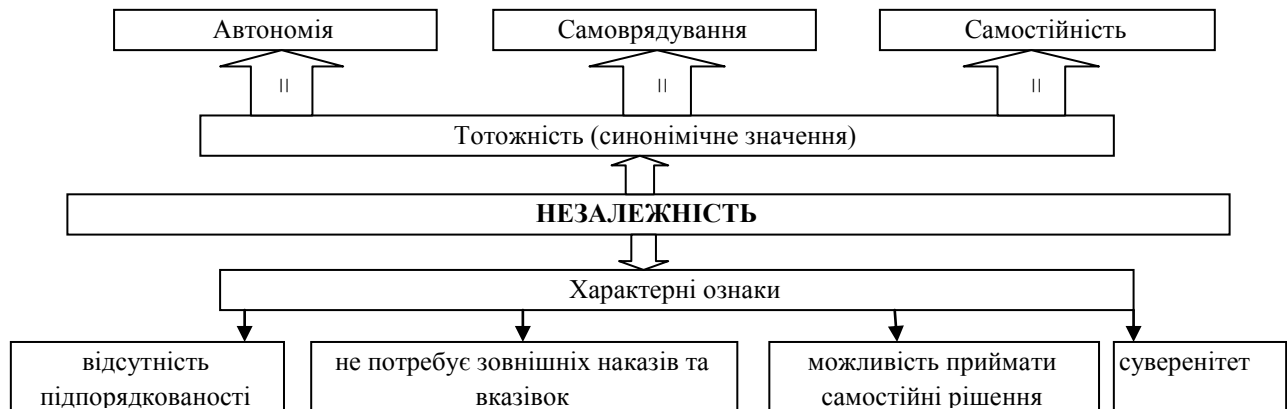 Автономія
Самоврядування
Самостійність
=
=
=
Тотожність (синонімічне значення)
НЕЗАЛЕЖНІСТЬ
Характерні ознаки
відсутність
підпорядкованості
не потребує зовнішніх наказів та
вказівок
можливість приймати
самостійні рішення
суверенітет